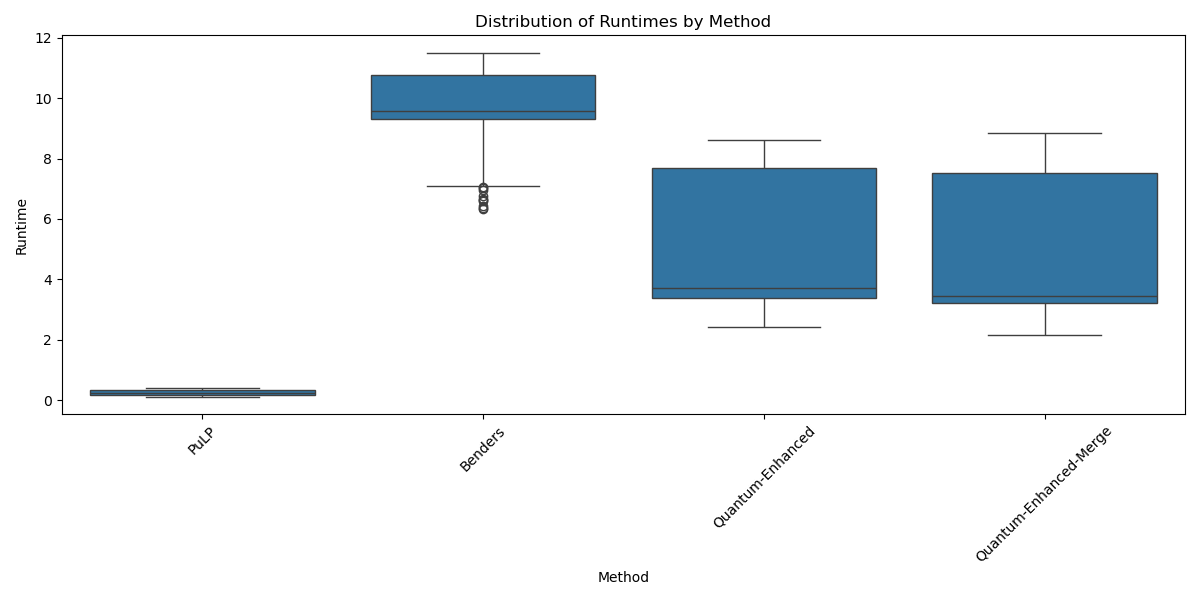 Distribution of Runtimes by Method
12
10
8
6
4
2
0
Runtime
PuLP
Benders
Quantum-Enhanced
Quantum-Enhanced-Merge
Method